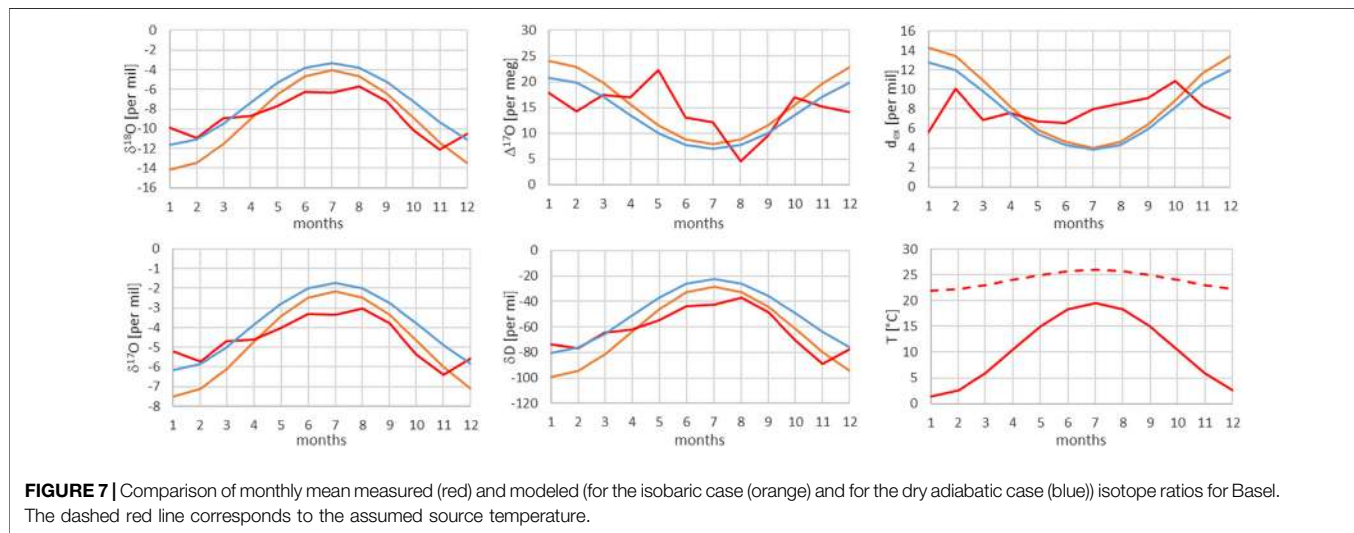 δ¹⁸O [per mil]
0
-2
-4
-6
-8
-10
-12
-14
-16
1 2 3 4 5 6 7 8 9 10 11 12
months
Δ¹⁷O [per meg]
30
25
20
15
10
5
0
1 2 3 4 5 6 7 8 9 10 11 12
months
dex [per mil]
16
14
12
10
8
6
4
2
0
1 2 3 4 5 6 7 8 9 10 11 12
months
δ¹⁷O [per mil]
0
-1
-2
-3
-4
-5
-6
-7
-8
1 2 3 4 5 6 7 8 9 10 11 12
months
δD [per mil]
0
-20
-40
-60
-80
-100
-120
1 2 3 4 5 6 7 8 9 10 11 12
months
T [°C]
30
25
20
15
10
5
0
1 2 3 4 5 6 7 8 9 10 11 12
months
FIGURE 7 | Comparison of monthly mean measured (red) and modeled (for the isobaric case (orange) and for the dry adiabatic case (blue)) isotope ratios for Basel.
The dashed red line corresponds to the assumed source temperature.